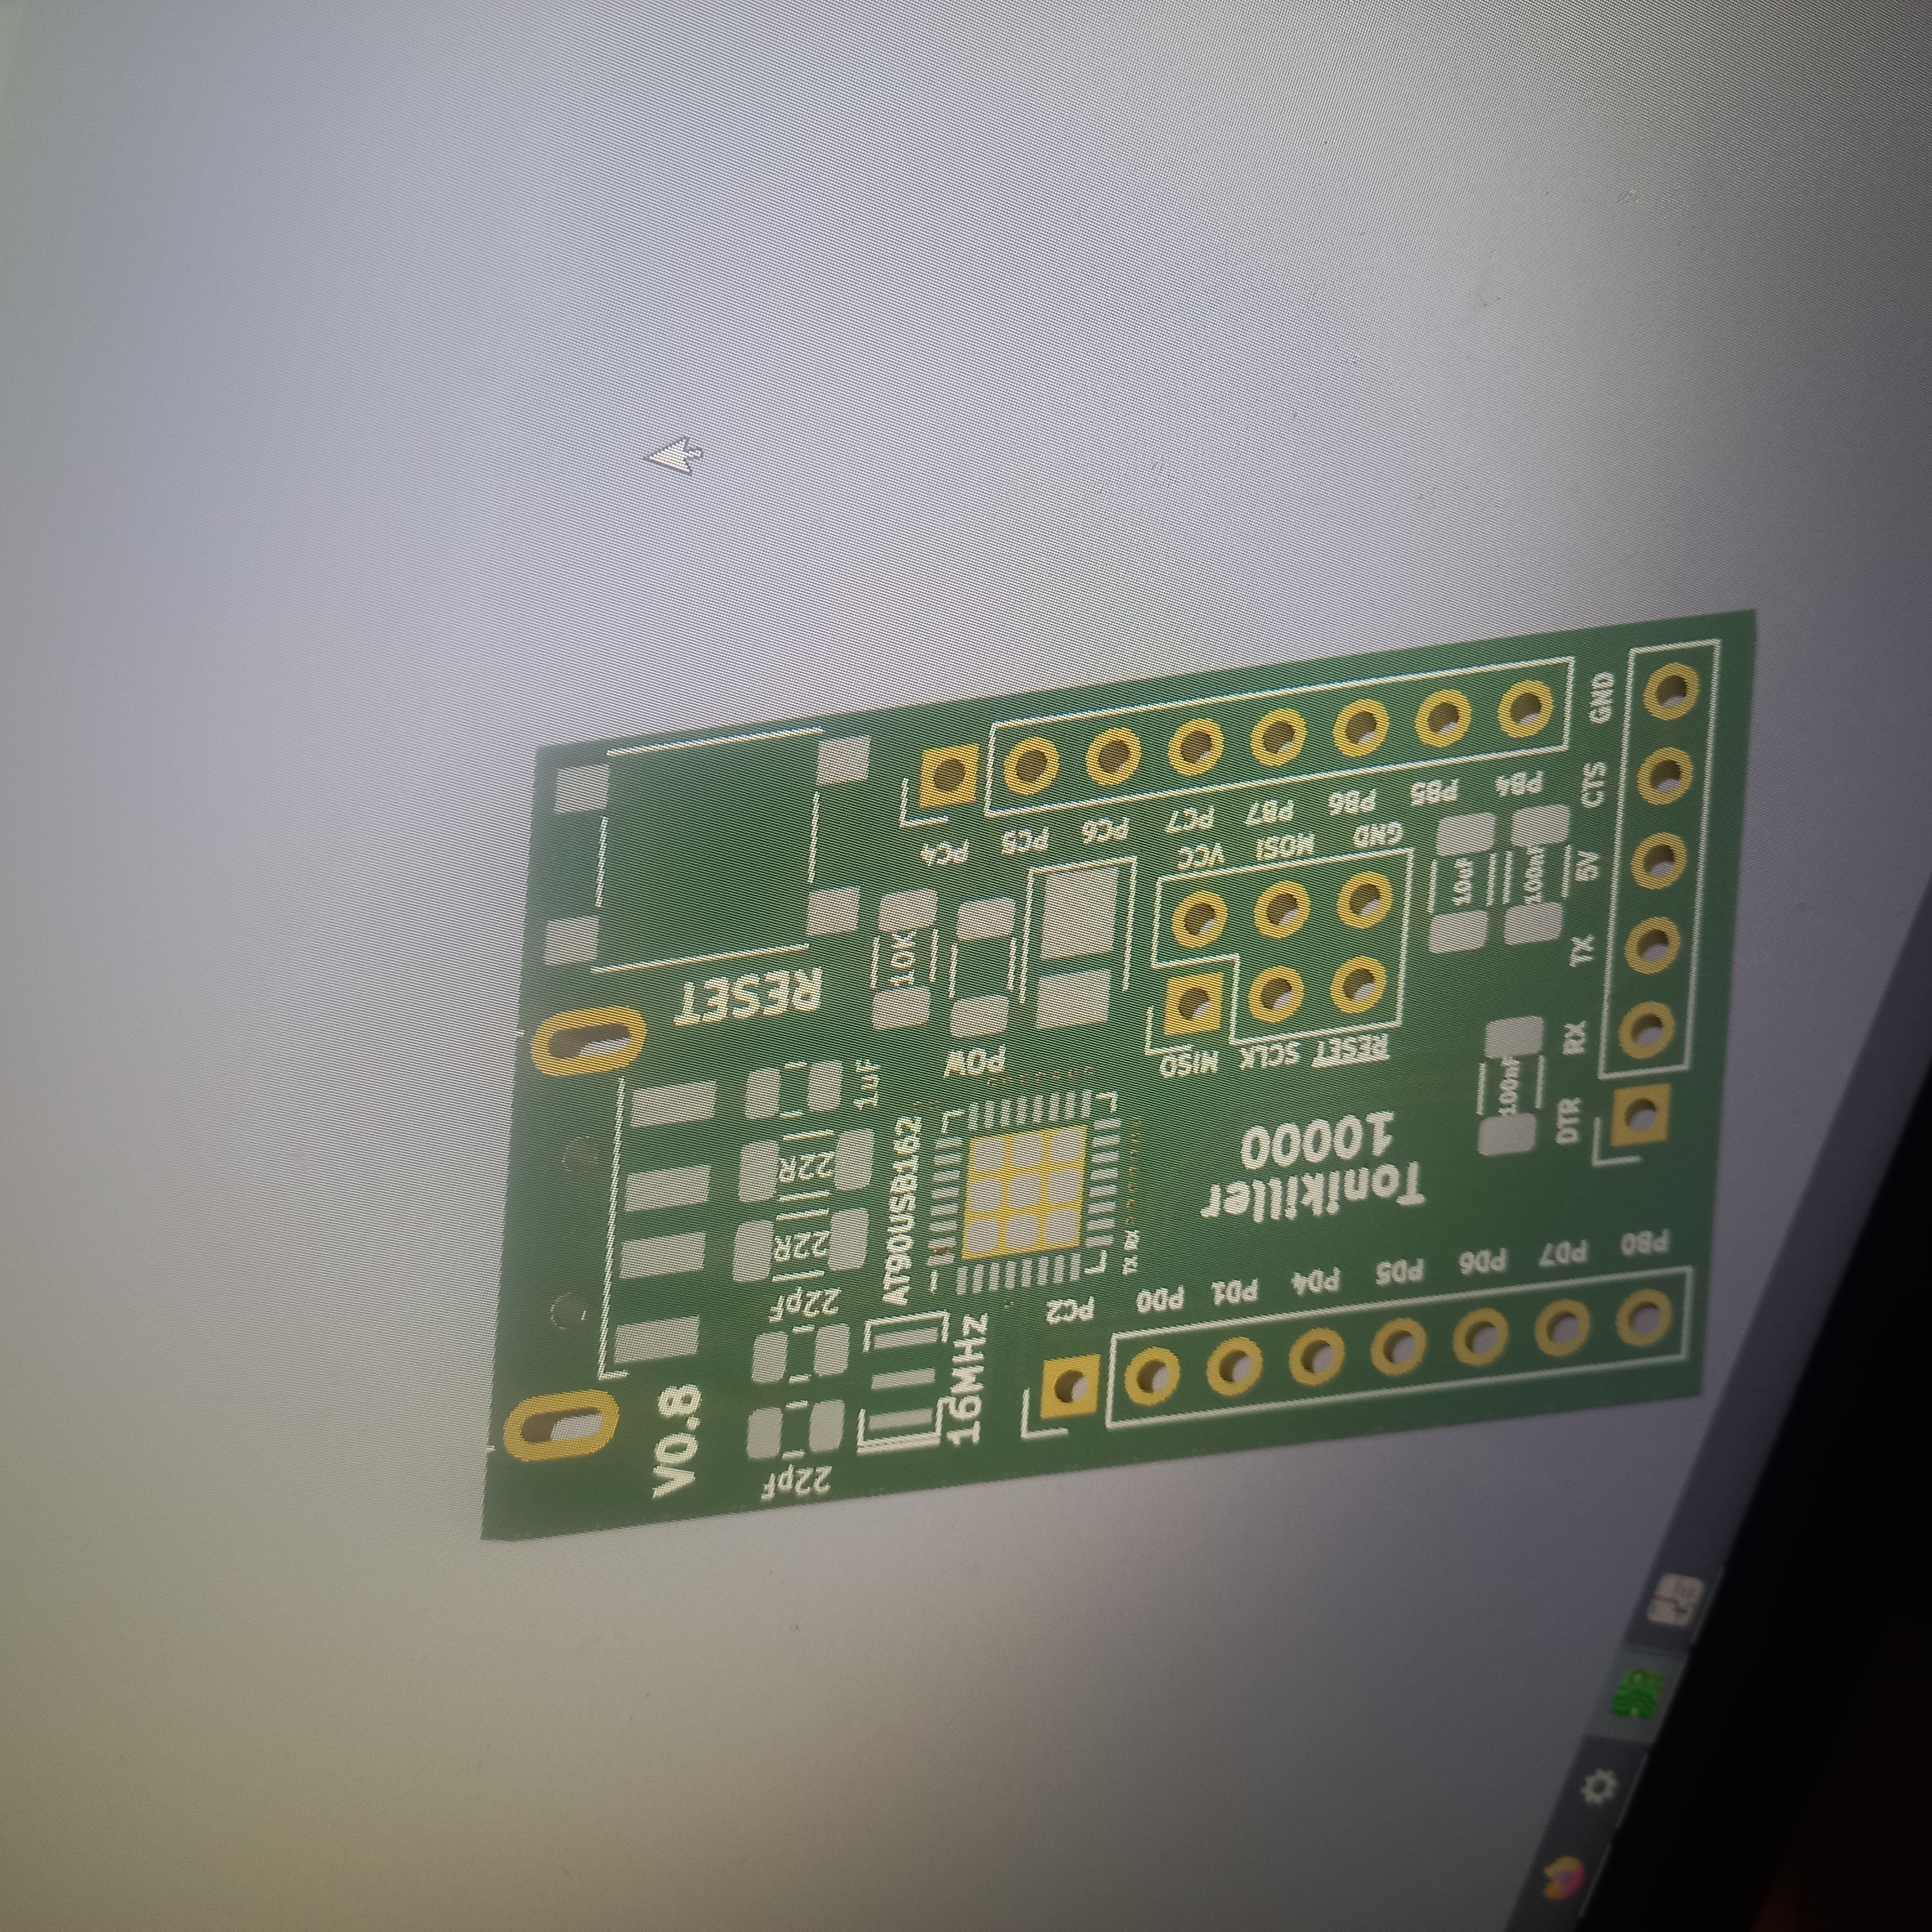 V0.8
22pF
22pF
22R
22R
1uF
RESET
16MHz
AT90USB162
10K
POW
PC4
PC5
PC6
PC7
PB7
PB6
PB5
PB4
PC2
PD0
PD1
PD4
PD5
PD6
PD7
PB0
TX RX
Tonikiller
10000
MISO
SCLK
RESET
VCC
MOSI
GND
10uF
100nF
100nF
DTR
RX
TX
5V
CTS
GND